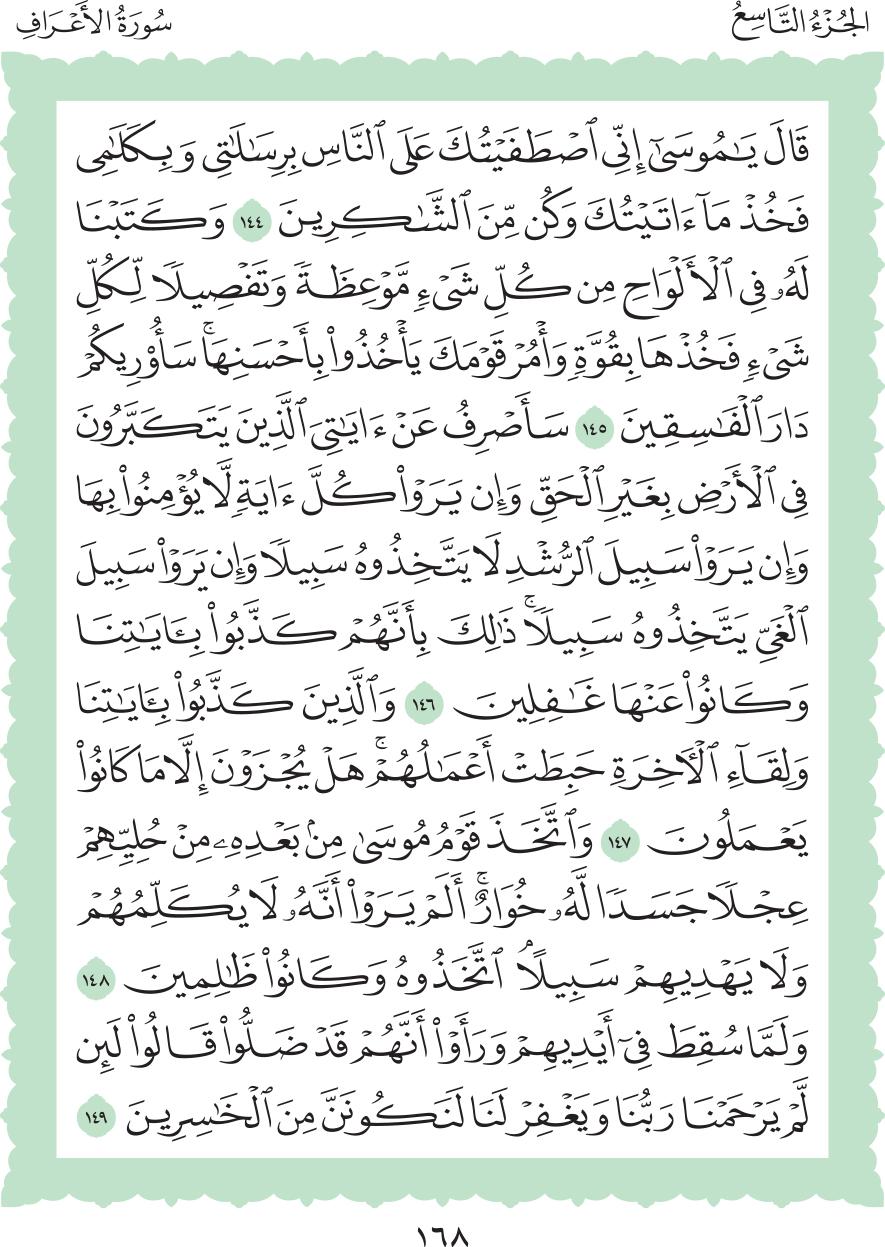 الجُزْءُ التَّاسِعُ
سُورَةُ الأَعْرَافِ
قَالَ يَٰمُوسَىٰٓ إِنِّي ٱصْطَفَيْتُكَ عَلَى ٱلنَّاسِ بِرِسَٰلَٰتِي وَبِكَلَٰمِي
فَخُذْ مَآ ءَاتَيْتُكَ وَكُن مِّنَ ٱلشَّٰكِرِينَ ١٤٤ وَكَتَبْنَا
لَهُۥ فِي ٱلْأَلْوَاحِ مِن كُلِّ شَيْءٍ مَّوْعِظَةً وَتَفْصِيلًا لِّكُلِّ
شَيْءٍ فَخُذْهَا بِقُوَّةٍ وَأْمُرْ قَوْمَكَ يَأْخُذُوا۟ بِأَحْسَنِهَا ۚ سَأُو۟رِيكُمْ
دَارَ ٱلْفَٰسِقِينَ ١٤٥ سَأَصْرِفُ عَنْ ءَايَٰتِيَ ٱلَّذِينَ يَتَكَبَّرُونَ
فِي ٱلْأَرْضِ بِغَيْرِ ٱلْحَقِّ وَإِن يَرَوْا۟ كُلَّ ءَايَةٍ لَّا يُؤْمِنُوا۟ بِهَا
وَإِن يَرَوْا۟ سَبِيلَ ٱلرُّشْدِ لَا يَتَّخِذُوهُ سَبِيلًا وَإِن يَرَوْا۟ سَبِيلَ
ٱلْغَيِّ يَتَّخِذُوهُ سَبِيلًا ۚ ذَٰلِكَ بِأَنَّهُمْ كَذَّبُوا۟ بِـَٔايَٰتِنَا
وَكَانُوا۟ عَنْهَا غَٰفِلِينَ ١٤٦ وَٱلَّذِينَ كَذَّبُوا۟ بِـَٔايَٰتِنَا
وَلِقَآءِ ٱلْـَٔاخِرَةِ حَبِطَتْ أَعْمَٰلُهُمْ ۚ هَلْ يُجْزَوْنَ إِلَّا مَا كَانُوا۟
يَعْمَلُونَ ١٤٧ وَٱتَّخَذَ قَوْمُ مُوسَىٰ مِنۢ بَعْدِهِۦ مِنْ حُلِيِّهِمْ
عِجْلًا جَسَدًا لَّهُۥ خُوَارٌ ۚ أَلَمْ يَرَوْا۟ أَنَّهُۥ لَا يُكَلِّمُهُمْ
وَلَا يَهْدِيهِمْ سَبِيلًا ۘ ٱتَّخَذُوهُ وَكَانُوا۟ ظَٰلِمِينَ ١٤٨
وَلَمَّا سُقِطَ فِيٓ أَيْدِيهِمْ وَرَأَوْا۟ أَنَّهُمْ قَدْ ضَلُّوا۟ قَالُوا۟ لَئِن
لَّمْ يَرْحَمْنَا رَبُّنَا وَيَغْفِرْ لَنَا لَنَكُونَنَّ مِنَ ٱلْخَٰسِرِينَ ١٤٩
١٦٨